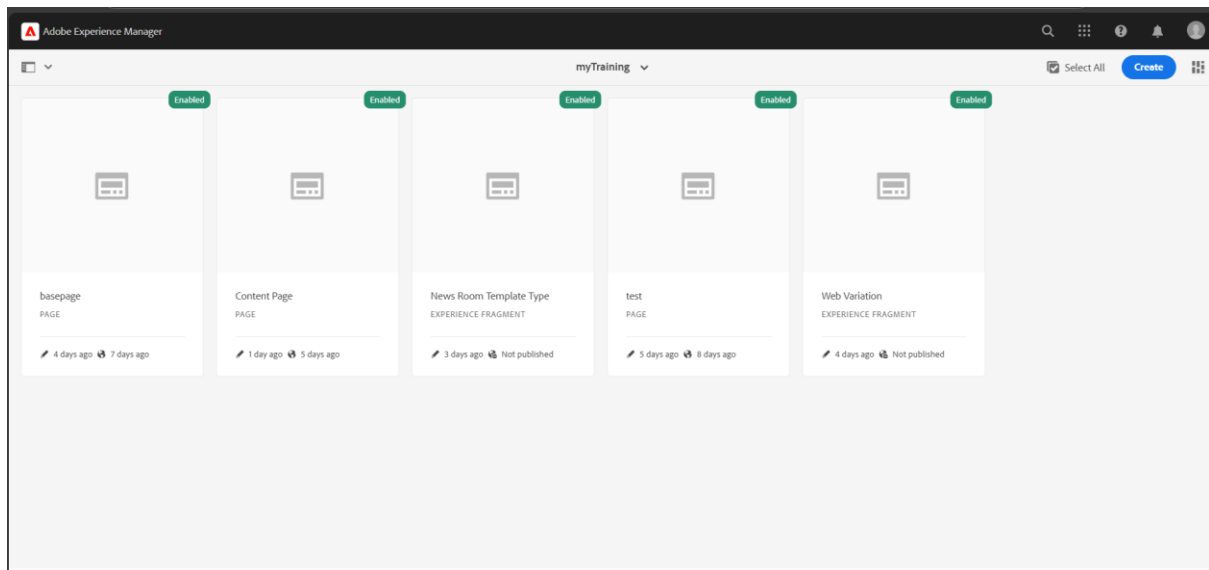 Adobe Experience Manager
myTraining
Select All
Create
Enabled
Enabled
Enabled
Enabled
Enabled
basepage
PAGE
4 days ago 7 days ago
Content Page
PAGE
1 day ago 5 days ago
News Room Template Type
EXPERIENCE FRAGMENT
3 days ago Not published
test
PAGE
5 days ago 8 days ago
Web Variation
EXPERIENCE FRAGMENT
4 days ago Not published